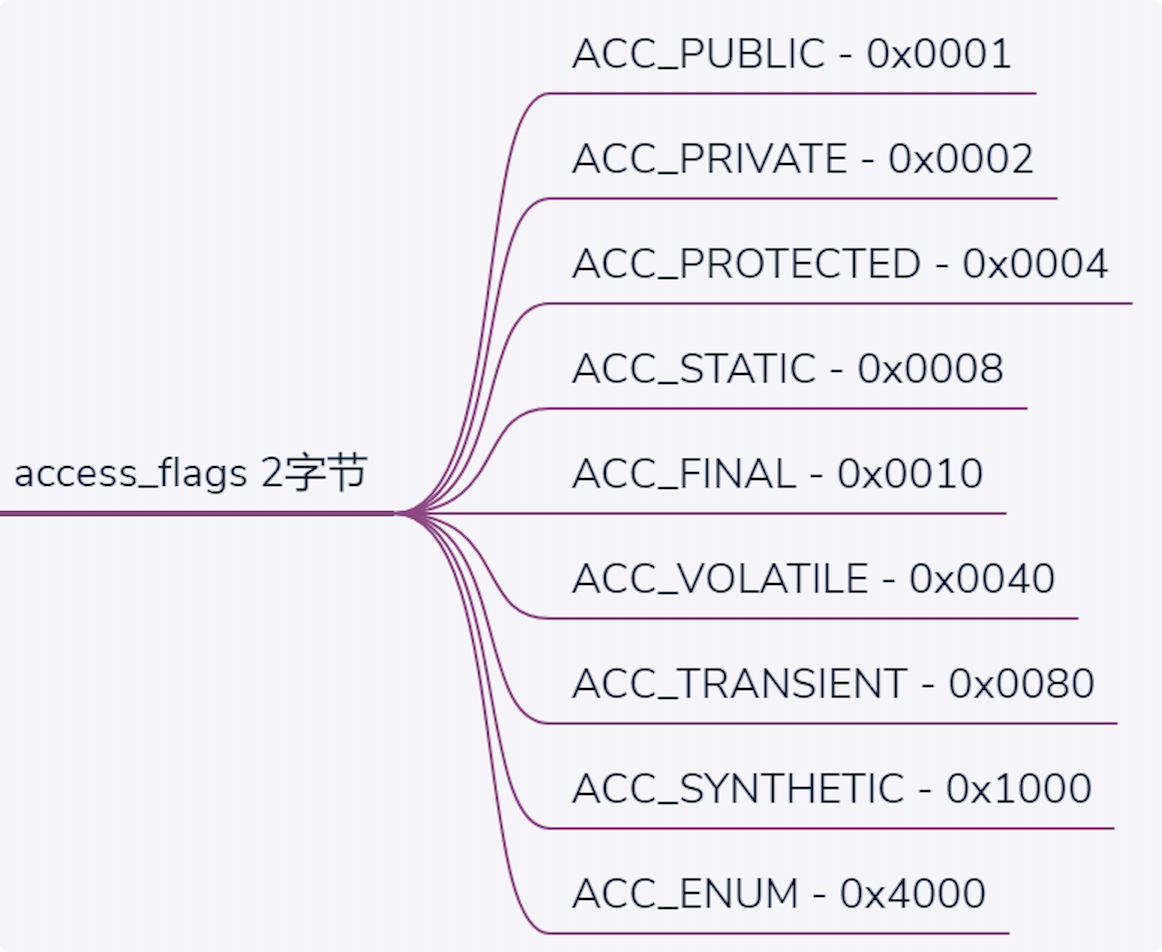 ACC_PUBLIC - 0x0001
ACC_PRIVATE - 0x0002
ACC_PROTECTED - 0x0004
ACC_STATIC - 0x0008
access_flags 2字节
ACC_FINAL - 0x0010
ACC_VOLATILE - 0x0040
ACC_TRANSIENT - 0x0080
ACC_SYNTHETIC - 0x1000
ACC_ENUM - 0x4000